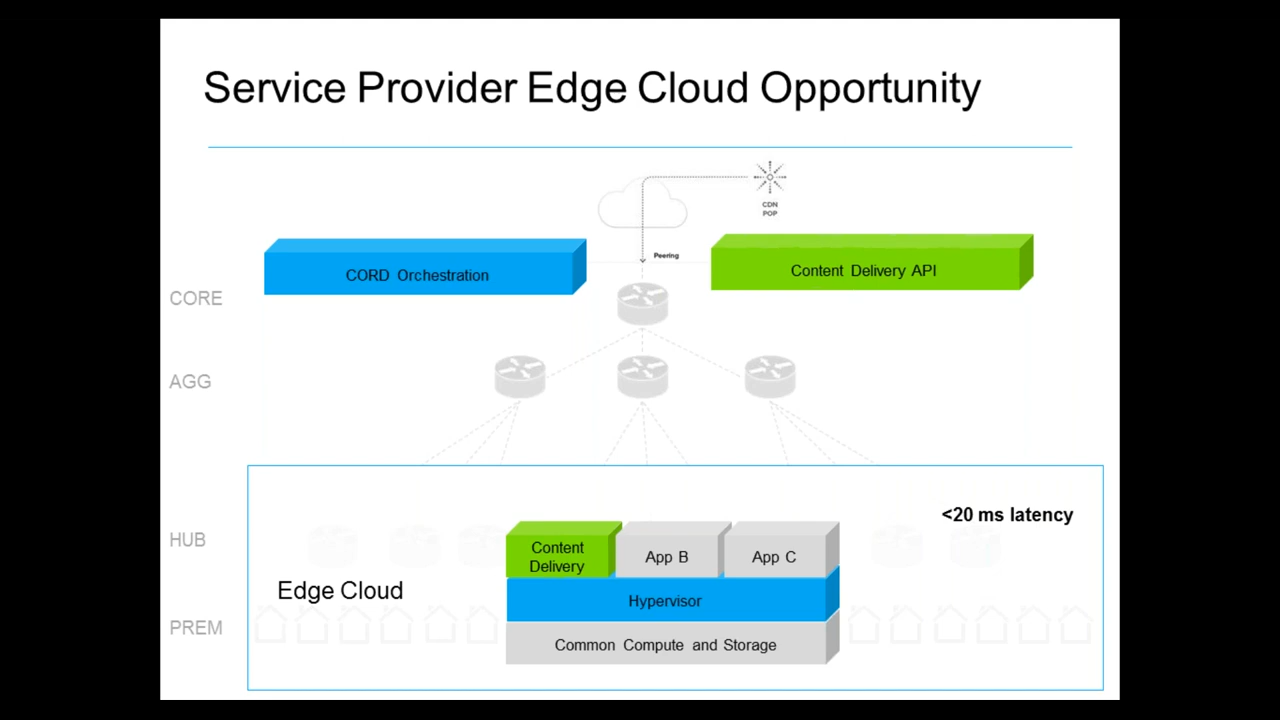 Service Provider Edge Cloud Opportunity
CDN
POP
Peering
CORD Orchestration
Content Delivery API
CORE
AGG
<20 ms latency
HUB
Content
Delivery
App B
App C
Edge Cloud
Hypervisor
PREM
Common Compute and Storage